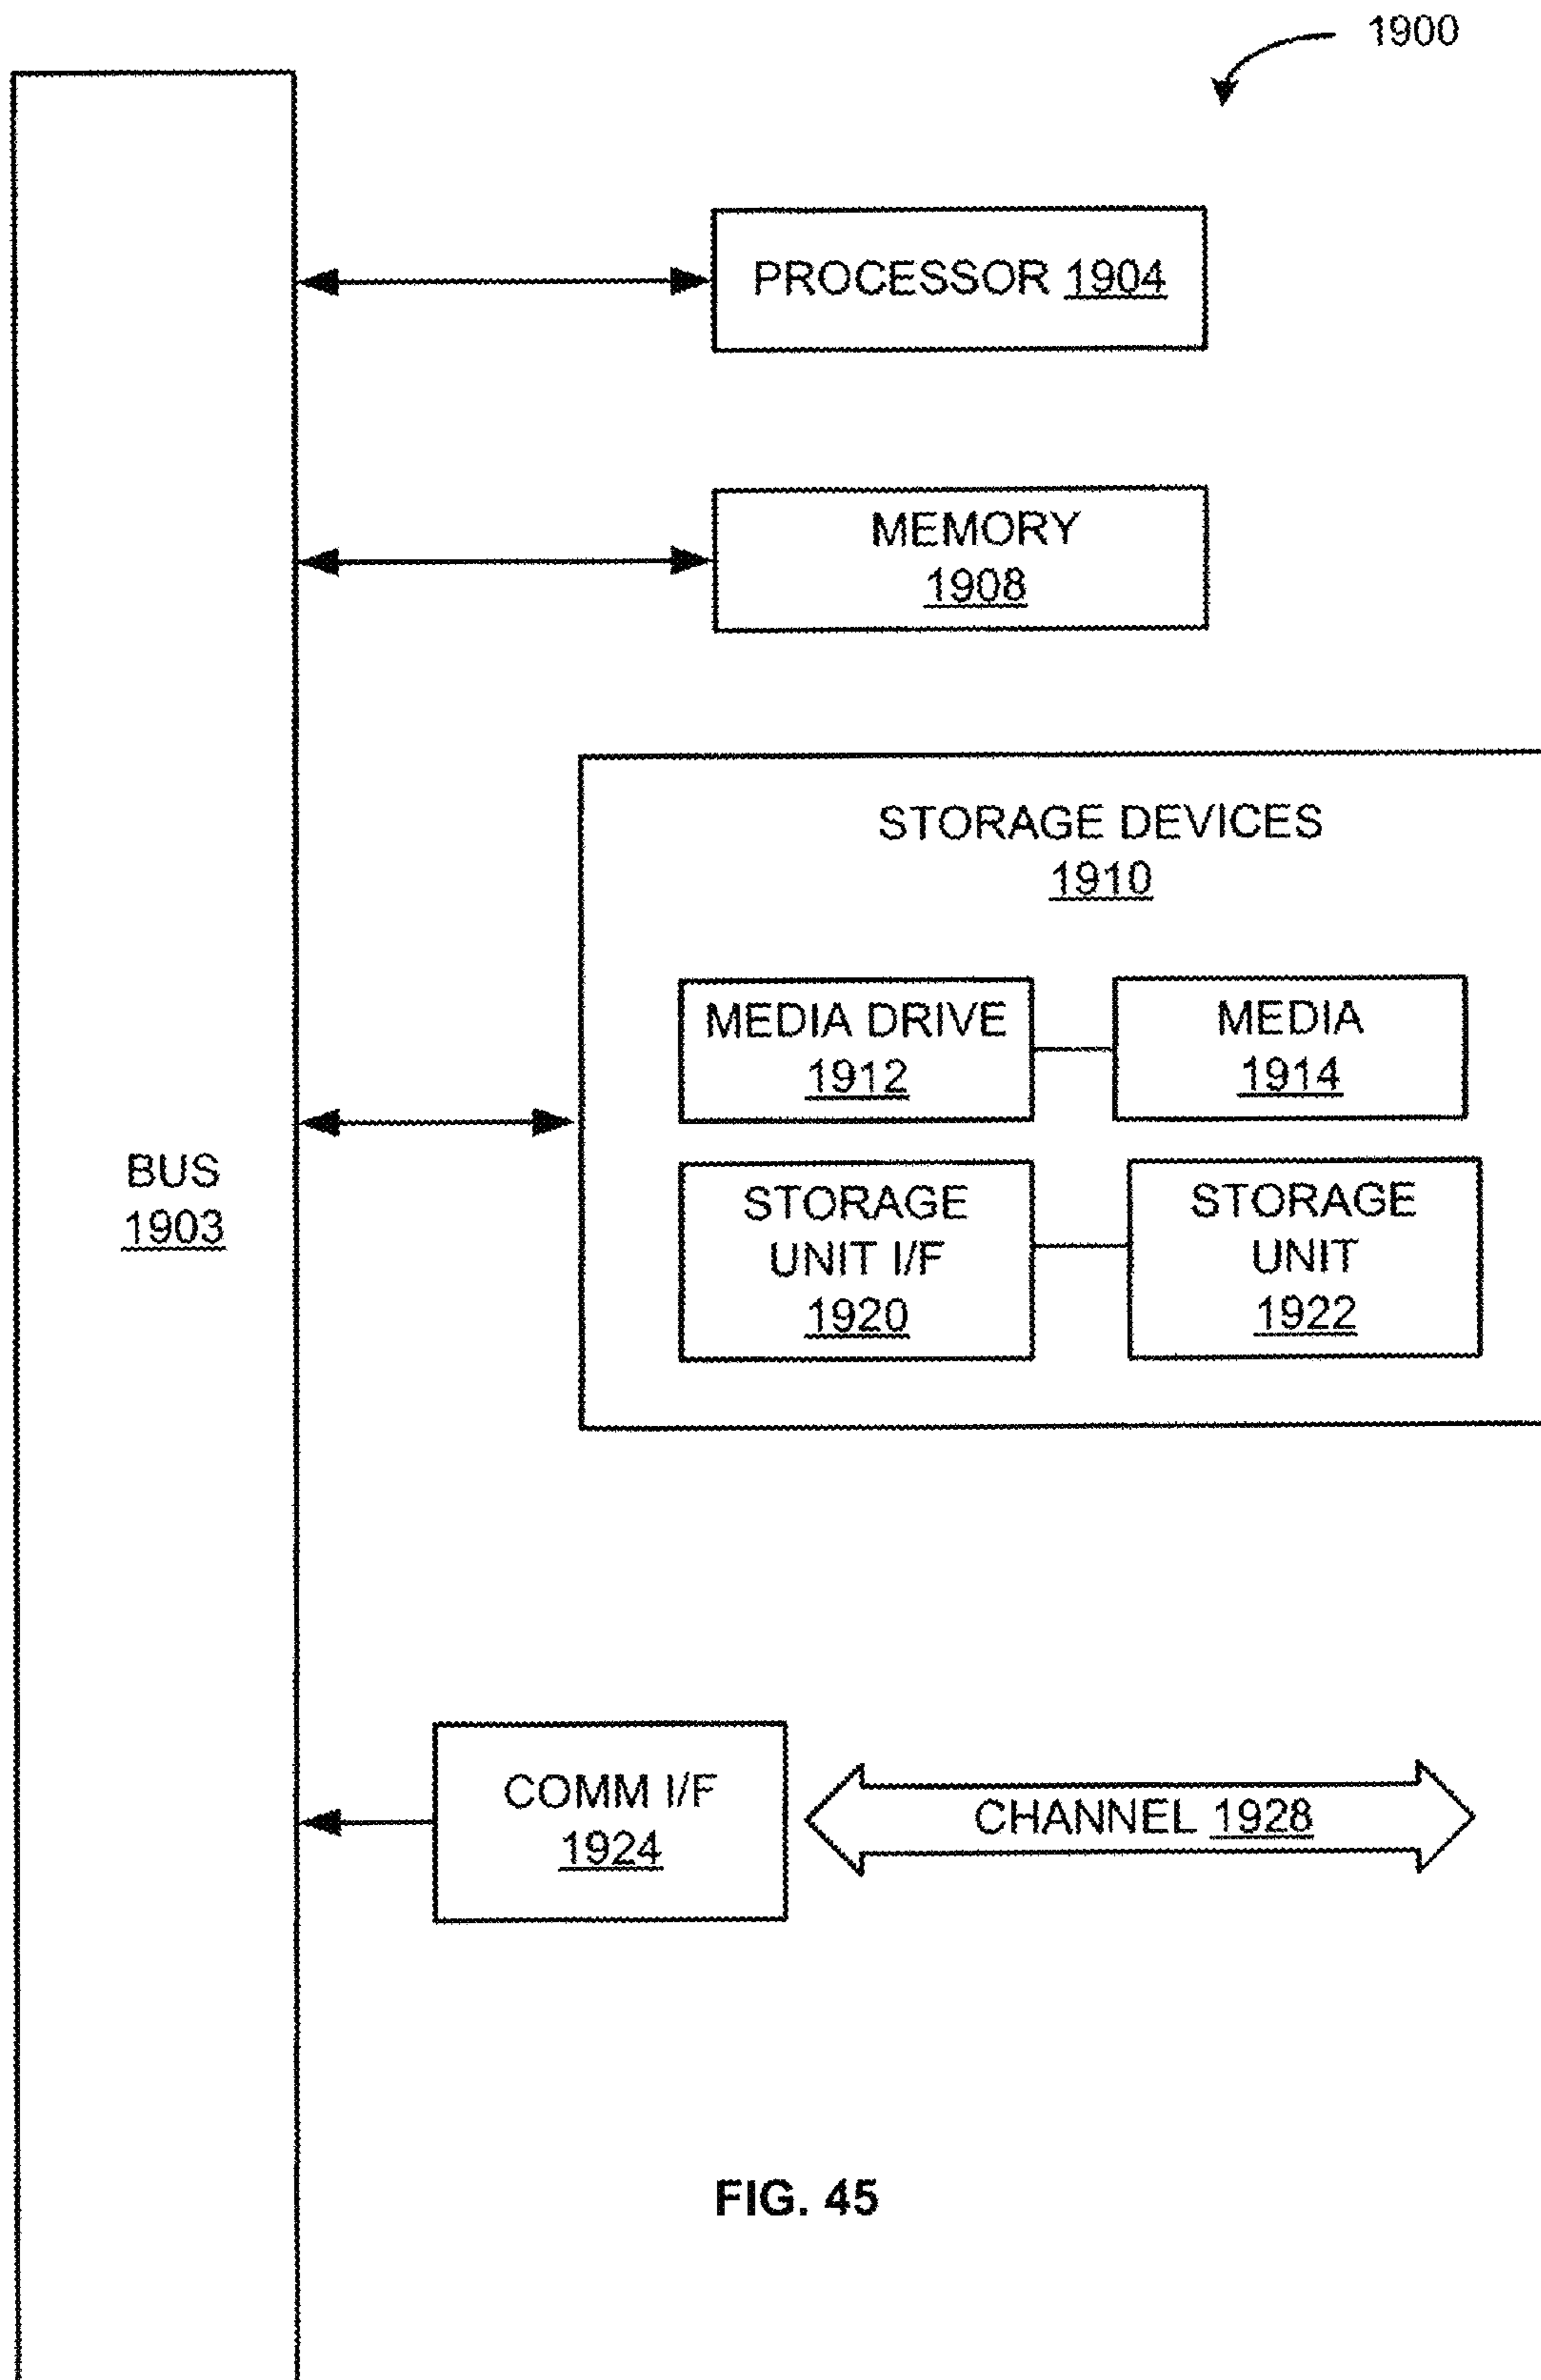 1900
PROCESSOR 1904
MEMORY
1908
STORAGE DEVICES
1910
MEDIA DRIVE
1912
MEDIA
1914
BUS
1903
STORAGE
UNIT I/F
1920
STORAGE
UNIT
1922
COMM I/F
1924
CHANNEL 1928
FIG. 45